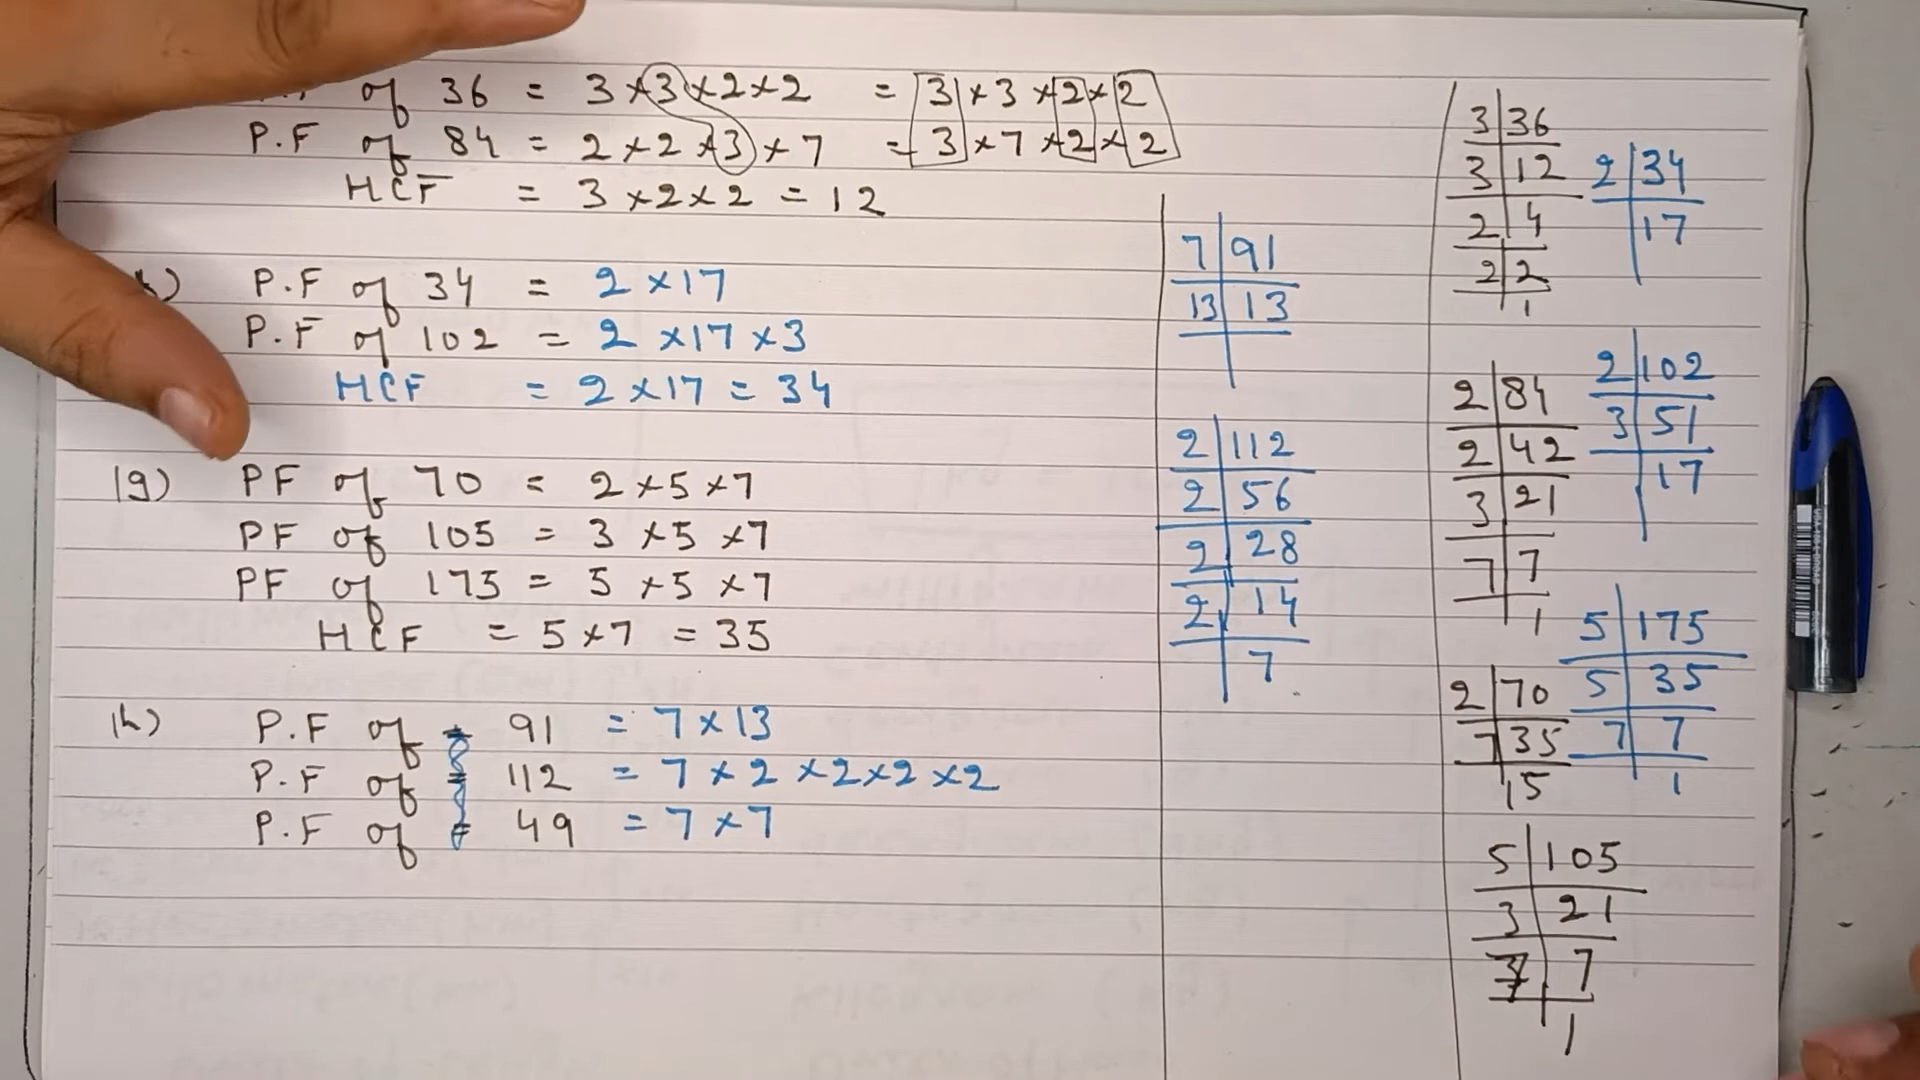 of 36 = 3 × 3 × 2 × 2 = 3 × 3 × 2 × 2
P.F of 84 = 2 × 2 × 3 × 7 = 3 × 7 × 2 × 2
HCF = 3 × 2 × 2 = 12
P.F of 34 = 2 × 17
P.F of 102 = 2 × 17 × 3
HCF = 2 × 17 = 34
1g) PF of 70 = 2 × 5 × 7
PF of 105 = 3 × 5 × 7
PF of 175 = 5 × 5 × 7
HCF = 5 × 7 = 35
1h) P.F of 91 = 7 × 13
P.F of 112 = 7 × 2 × 2 × 2 × 2
P.F of 49 = 7 × 7
7 | 91
13 | 13
2 | 112
2 | 56
2 | 28
2 | 14
7
3 | 36
3 | 12
2 | 4
2 | 2
1
2 | 34
17
2 | 84
2 | 42
3 | 21
7 | 7
1
2 | 102
3 | 51
17
2 | 70
7 | 35
15
5 | 175
5 | 35
7 | 7
1
5 | 105
3 | 21
7 | 7
1